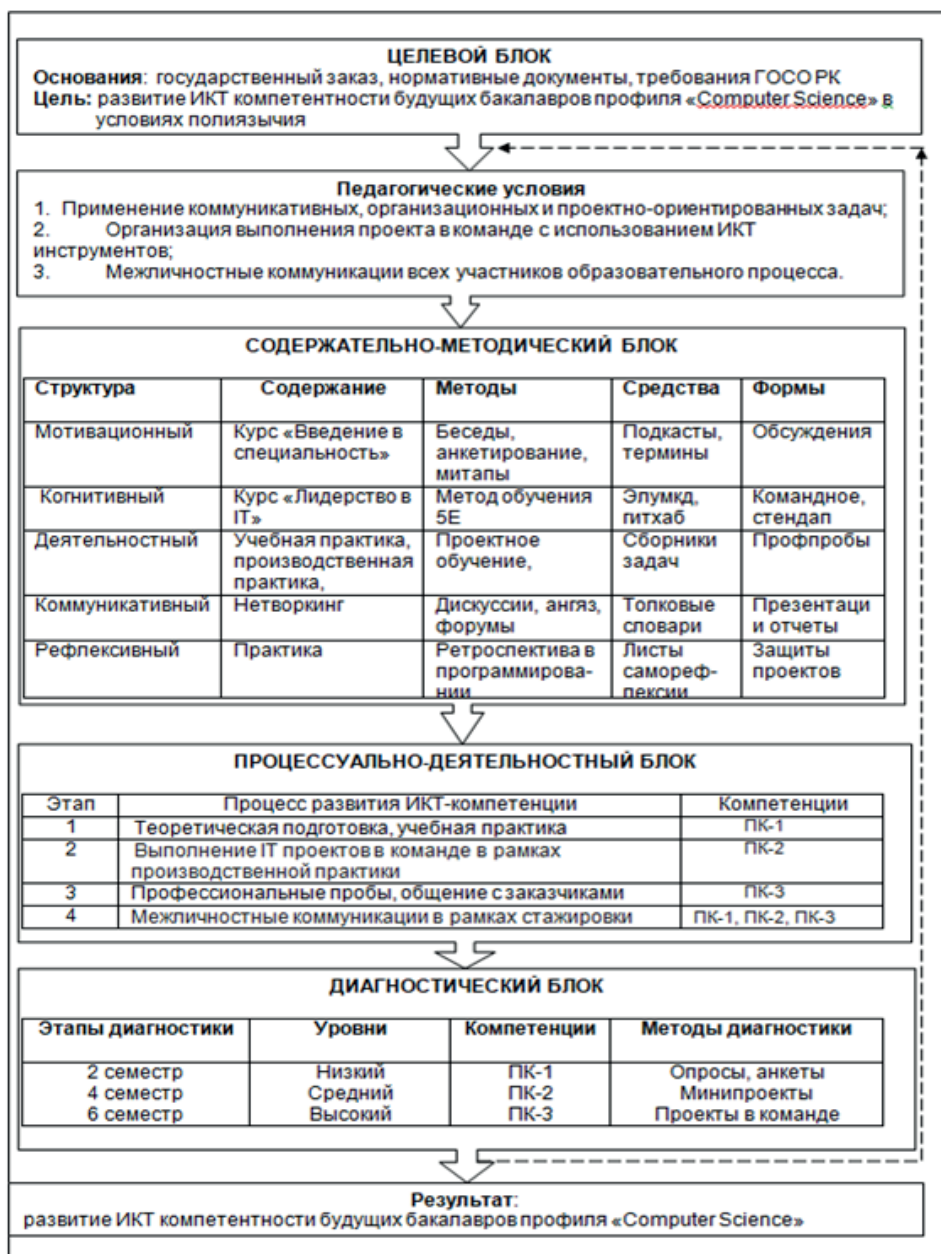 ЦЕЛЕВОЙ БЛОК
Основания: государственный заказ, нормативные документы, требования ГОСО РК
Цель: развитие ИКТ компетентности будущих бакалавров профиля «Computer Science» в
условиях полиязычия
Педагогические условия
1. Применение коммуникативных, организационных и проектно-ориентированных задач;
2. Организация выполнения проекта в команде с использованием ИКТ
инструментов;
3. Межличностные коммуникации всех участников образовательного процесса.
СОДЕРЖАТЕЛЬНО-МЕТОДИЧЕСКИЙ БЛОК
Структура Содержание Методы Средства Формы
Мотивационный Курс «Введение в Беседы, Подкасты, Обсуждения
специальность» анкетирование, термины
митапы
Когнитивный Курс «Лидерство в Метод обучения Элумкд, Командное,
IT» 5E гитхаб стендап
Деятельностный Учебная практика, Проектное Сборники Профпробы
производственная обучение, задач
практика,
Коммуникативный Нетворкинг Дискуссии, англяз, Толковые Презентаци
форумы словари и отчеты
Рефлексивный Практика Ретроспектива в Листы Защиты
программирова- самореф- проектов
нии лексии
ПРОЦЕССУАЛЬНО-ДЕЯТЕЛЬНОСТНЫЙ БЛОК
Этап Процесс развития ИКТ-компетенции Компетенции
1 Теоретическая подготовка, учебная практика ПК-1
2 Выполнение IT проектов в команде в рамках ПК-2
производственной практики
3 Профессиональные пробы, общение с заказчиками ПК-3
4 Межличностные коммуникации в рамках стажировки ПК-1, ПК-2, ПК-3
ДИАГНОСТИЧЕСКИЙ БЛОК
Этапы диагностики Уровни Компетенции Методы диагностики
2 семестр Низкий ПК-1 Опросы, анкеты
4 семестр Средний ПК-2 Минипроекты
6 семестр Высокий ПК-3 Проекты в команде
Результат:
развитие ИКТ компетентности будущих бакалавров профиля «Computer Science»